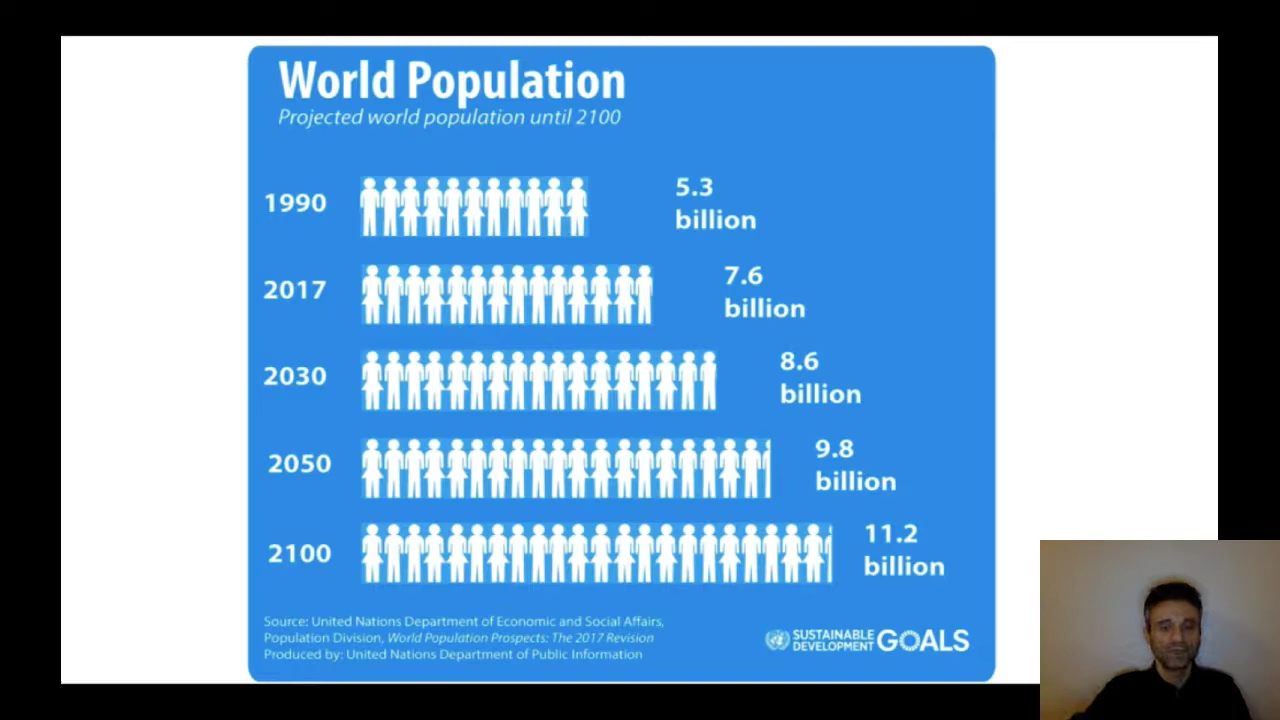 World Population
Projected world population until 2100
1990
5.3
billion
2017
7.6
billion
2030
8.6
billion
2050
9.8
billion
2100
11.2
billion
Source: United Nations Department of Economic and Social Affairs,
Population Division, World Population Prospects: The 2017 Revision
Produced by: United Nations Department of Public Information
SUSTAINABLE
DEVELOPMENT GOALS